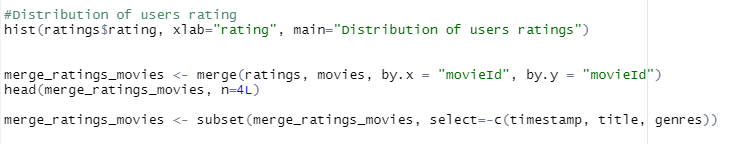 #Distribution of users rating
hist(ratings$rating, xlab="rating", main="Distribution of users ratings")
merge_ratings_movies <- merge(ratings, movies, by.x = "movieId", by.y = "movieId")
head(merge_ratings_movies, n=4L)
merge_ratings_movies <- subset(merge_ratings_movies, select=-c(timestamp, title, genres))